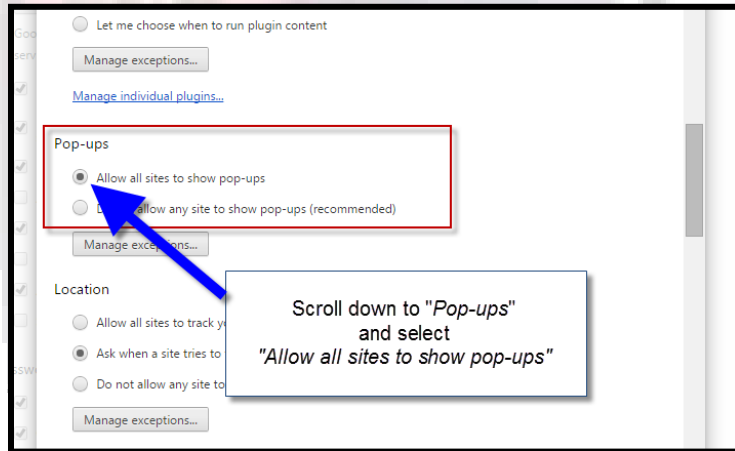 Let me choose when to run plugin content
Manage exceptions...
Manage individual plugins...
Pop-ups
Allow all sites to show pop-ups
allow any site to show pop-ups (recommended)
Manage exceptions...
Location
Allow all sites to track
Ask when a site tries to
Do not allow any site to
Manage exceptions...
Scroll down to "Pop-ups"
and select
"Allow all sites to show pop-ups"